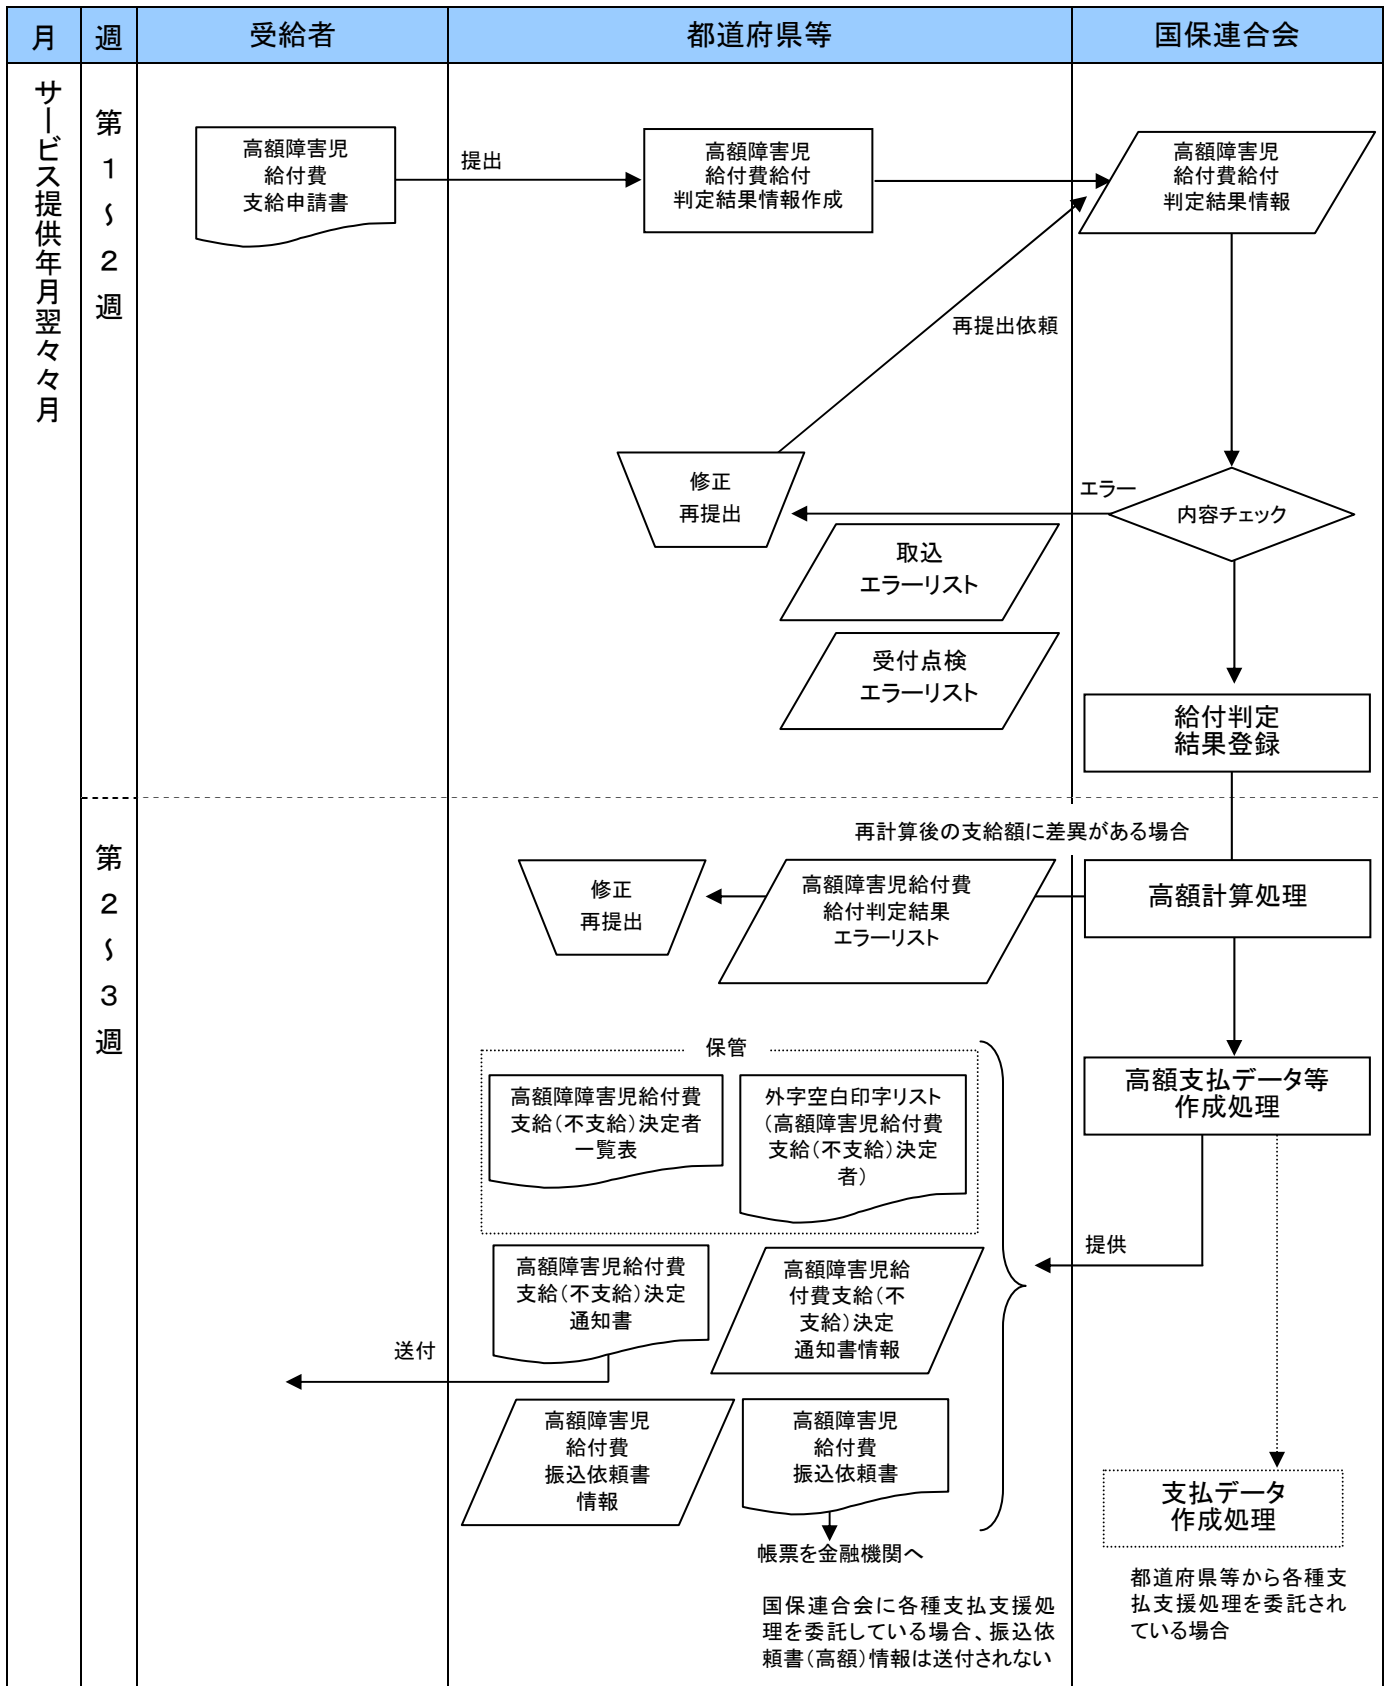 月
週
受給者
都道府県等
国保連合会
サービス提供年月翌々々月
第1～2週
高額障害児
給付費
支給申請書
提出
高額障害児
給付費給付
判定結果情報作成
高額障害児
給付費給付
判定結果情報
再提出依頼
修正
再提出
エラー
内容チェック
取込
エラーリスト
受付点検
エラーリスト
給付判定
結果登録
第2～3週
再計算後の支給額に差異がある場合
修正
再提出
高額障害児給付費
給付判定結果
エラーリスト
高額計算処理
保管
高額障障害児給付費
支給(不支給)決定者
一覧表
外字空白印字リスト
(高額障害児給付費
支給(不支給)決定
者)
高額支払データ等
作成処理
提供
高額障害児給付費
支給(不支給)決定
通知書
高額障害児給
付費支給(不
支給)決定
通知書情報
送付
高額障害児
給付費
振込依頼書
情報
高額障害児
給付費
振込依頼書
帳票を金融機関へ
支払データ
作成処理
国保連合会に各種支払支援処
理を委託している場合、振込依
頼書(高額)情報は送付されない
都道府県等から各種支
払支援処理を委託され
ている場合